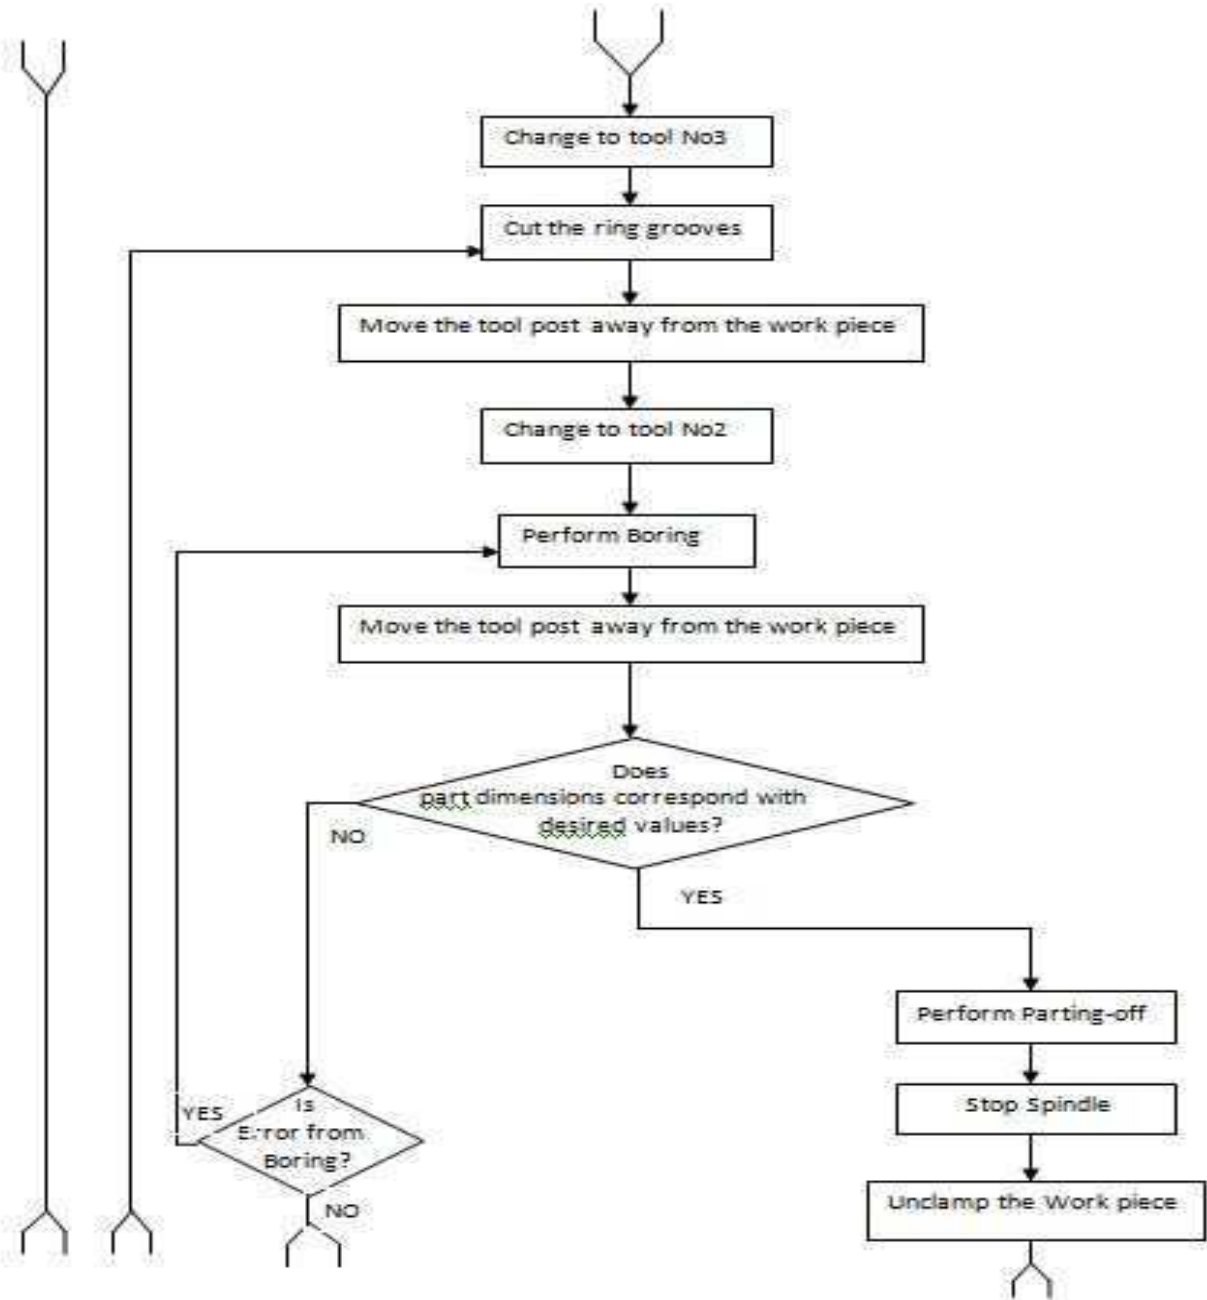 Change to tool No3
Cut the ring grooves
Move the tool post away from the work piece
Change to tool No2
Perform Boring
Move the tool post away from the work piece
Does
part dimensions correspond with
desired values?
NO
YES
Perform Parting-off
Stop Spindle
Unclamp the Work piece
YES
Is
Error from
Boring?
NO